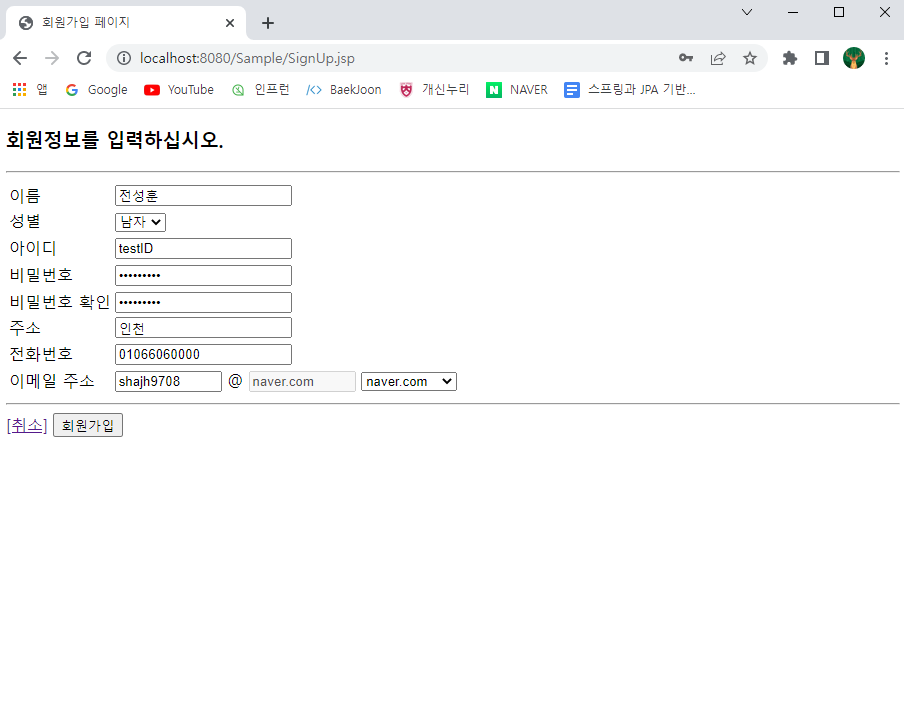 회원가입 페이지
localhost:8080/Sample/SignUp.jsp
앱 Google YouTube 인프런 BaekJoon 개신누리 NAVER 스프링과 JPA 기반...
회원정보를 입력하십시오.
이름 전성훈
성별 남자
아이디 testID
비밀번호 •••••••••
비밀번호 확인 •••••••••
주소 인천
전화번호 01066060000
이메일 주소 shajh9708 @ naver.com naver.com
[취소] 회원가입